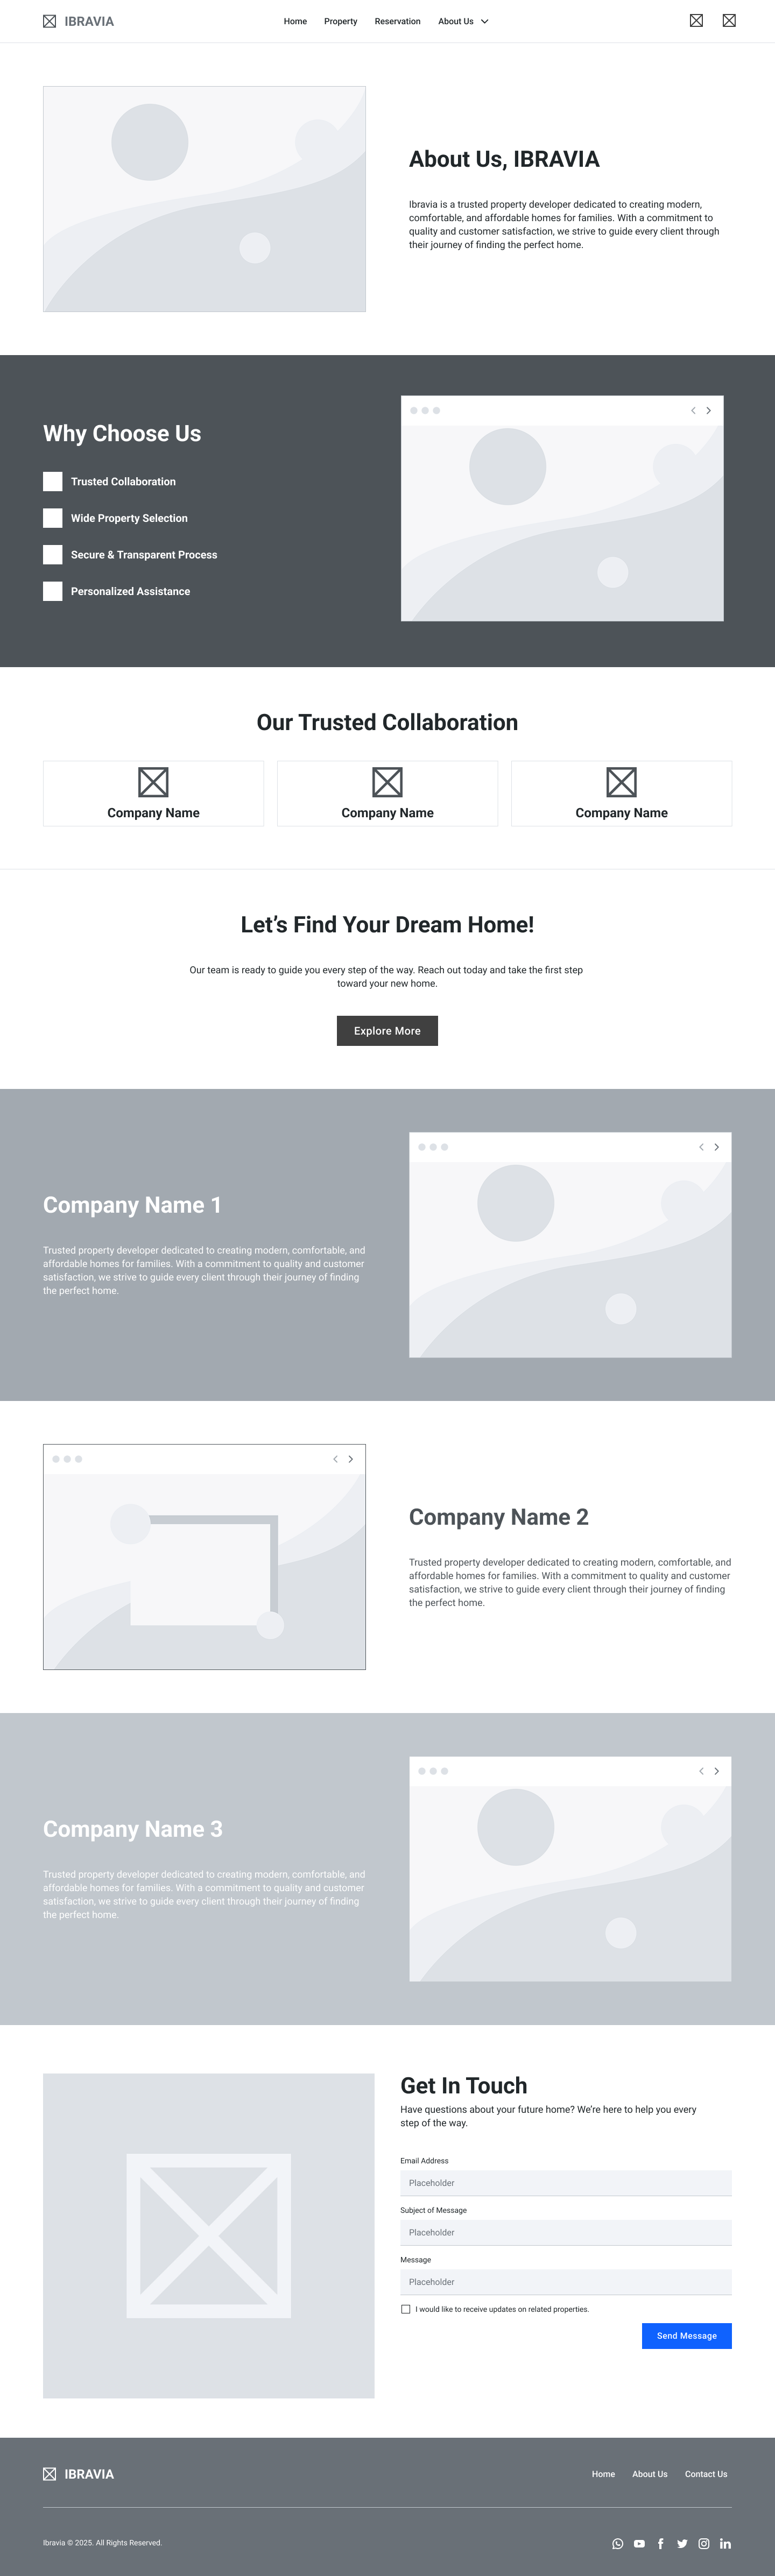 IBRAVIA
Home Property Reservation About Us
About Us, IBRAVIA
Ibravia is a trusted property developer dedicated to creating modern,
comfortable, and affordable homes for families. With a commitment to
quality and customer satisfaction, we strive to guide every client through
their journey of finding the perfect home.
Why Choose Us
Trusted Collaboration
Wide Property Selection
Secure & Transparent Process
Personalized Assistance
Our Trusted Collaboration
Company Name
Company Name
Company Name
Let’s Find Your Dream Home!
Our team is ready to guide you every step of the way. Reach out today and take the first step
toward your new home.
Explore More
Company Name 1
Trusted property developer dedicated to creating modern, comfortable, and
affordable homes for families. With a commitment to quality and customer
satisfaction, we strive to guide every client through their journey of finding
the perfect home.
Company Name 2
Trusted property developer dedicated to creating modern, comfortable, and
affordable homes for families. With a commitment to quality and customer
satisfaction, we strive to guide every client through their journey of finding
the perfect home.
Company Name 3
Trusted property developer dedicated to creating modern, comfortable, and
affordable homes for families. With a commitment to quality and customer
satisfaction, we strive to guide every client through their journey of finding
the perfect home.
Get In Touch
Have questions about your future home? We’re here to help you every
step of the way.
Email Address
Placeholder
Subject of Message
Placeholder
Message
Placeholder
I would like to receive updates on related properties.
Send Message
IBRAVIA
Home About Us Contact Us
Ibravia © 2025. All Rights Reserved.